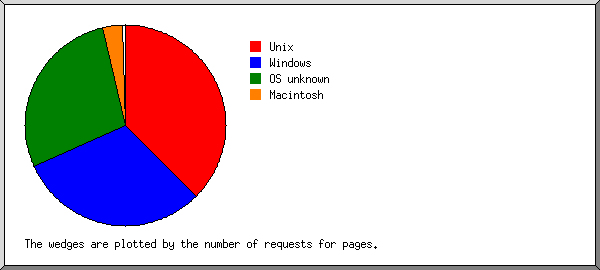 Unix
Windows
OS unknown
Macintosh
The wedges are plotted by the number of requests for pages.